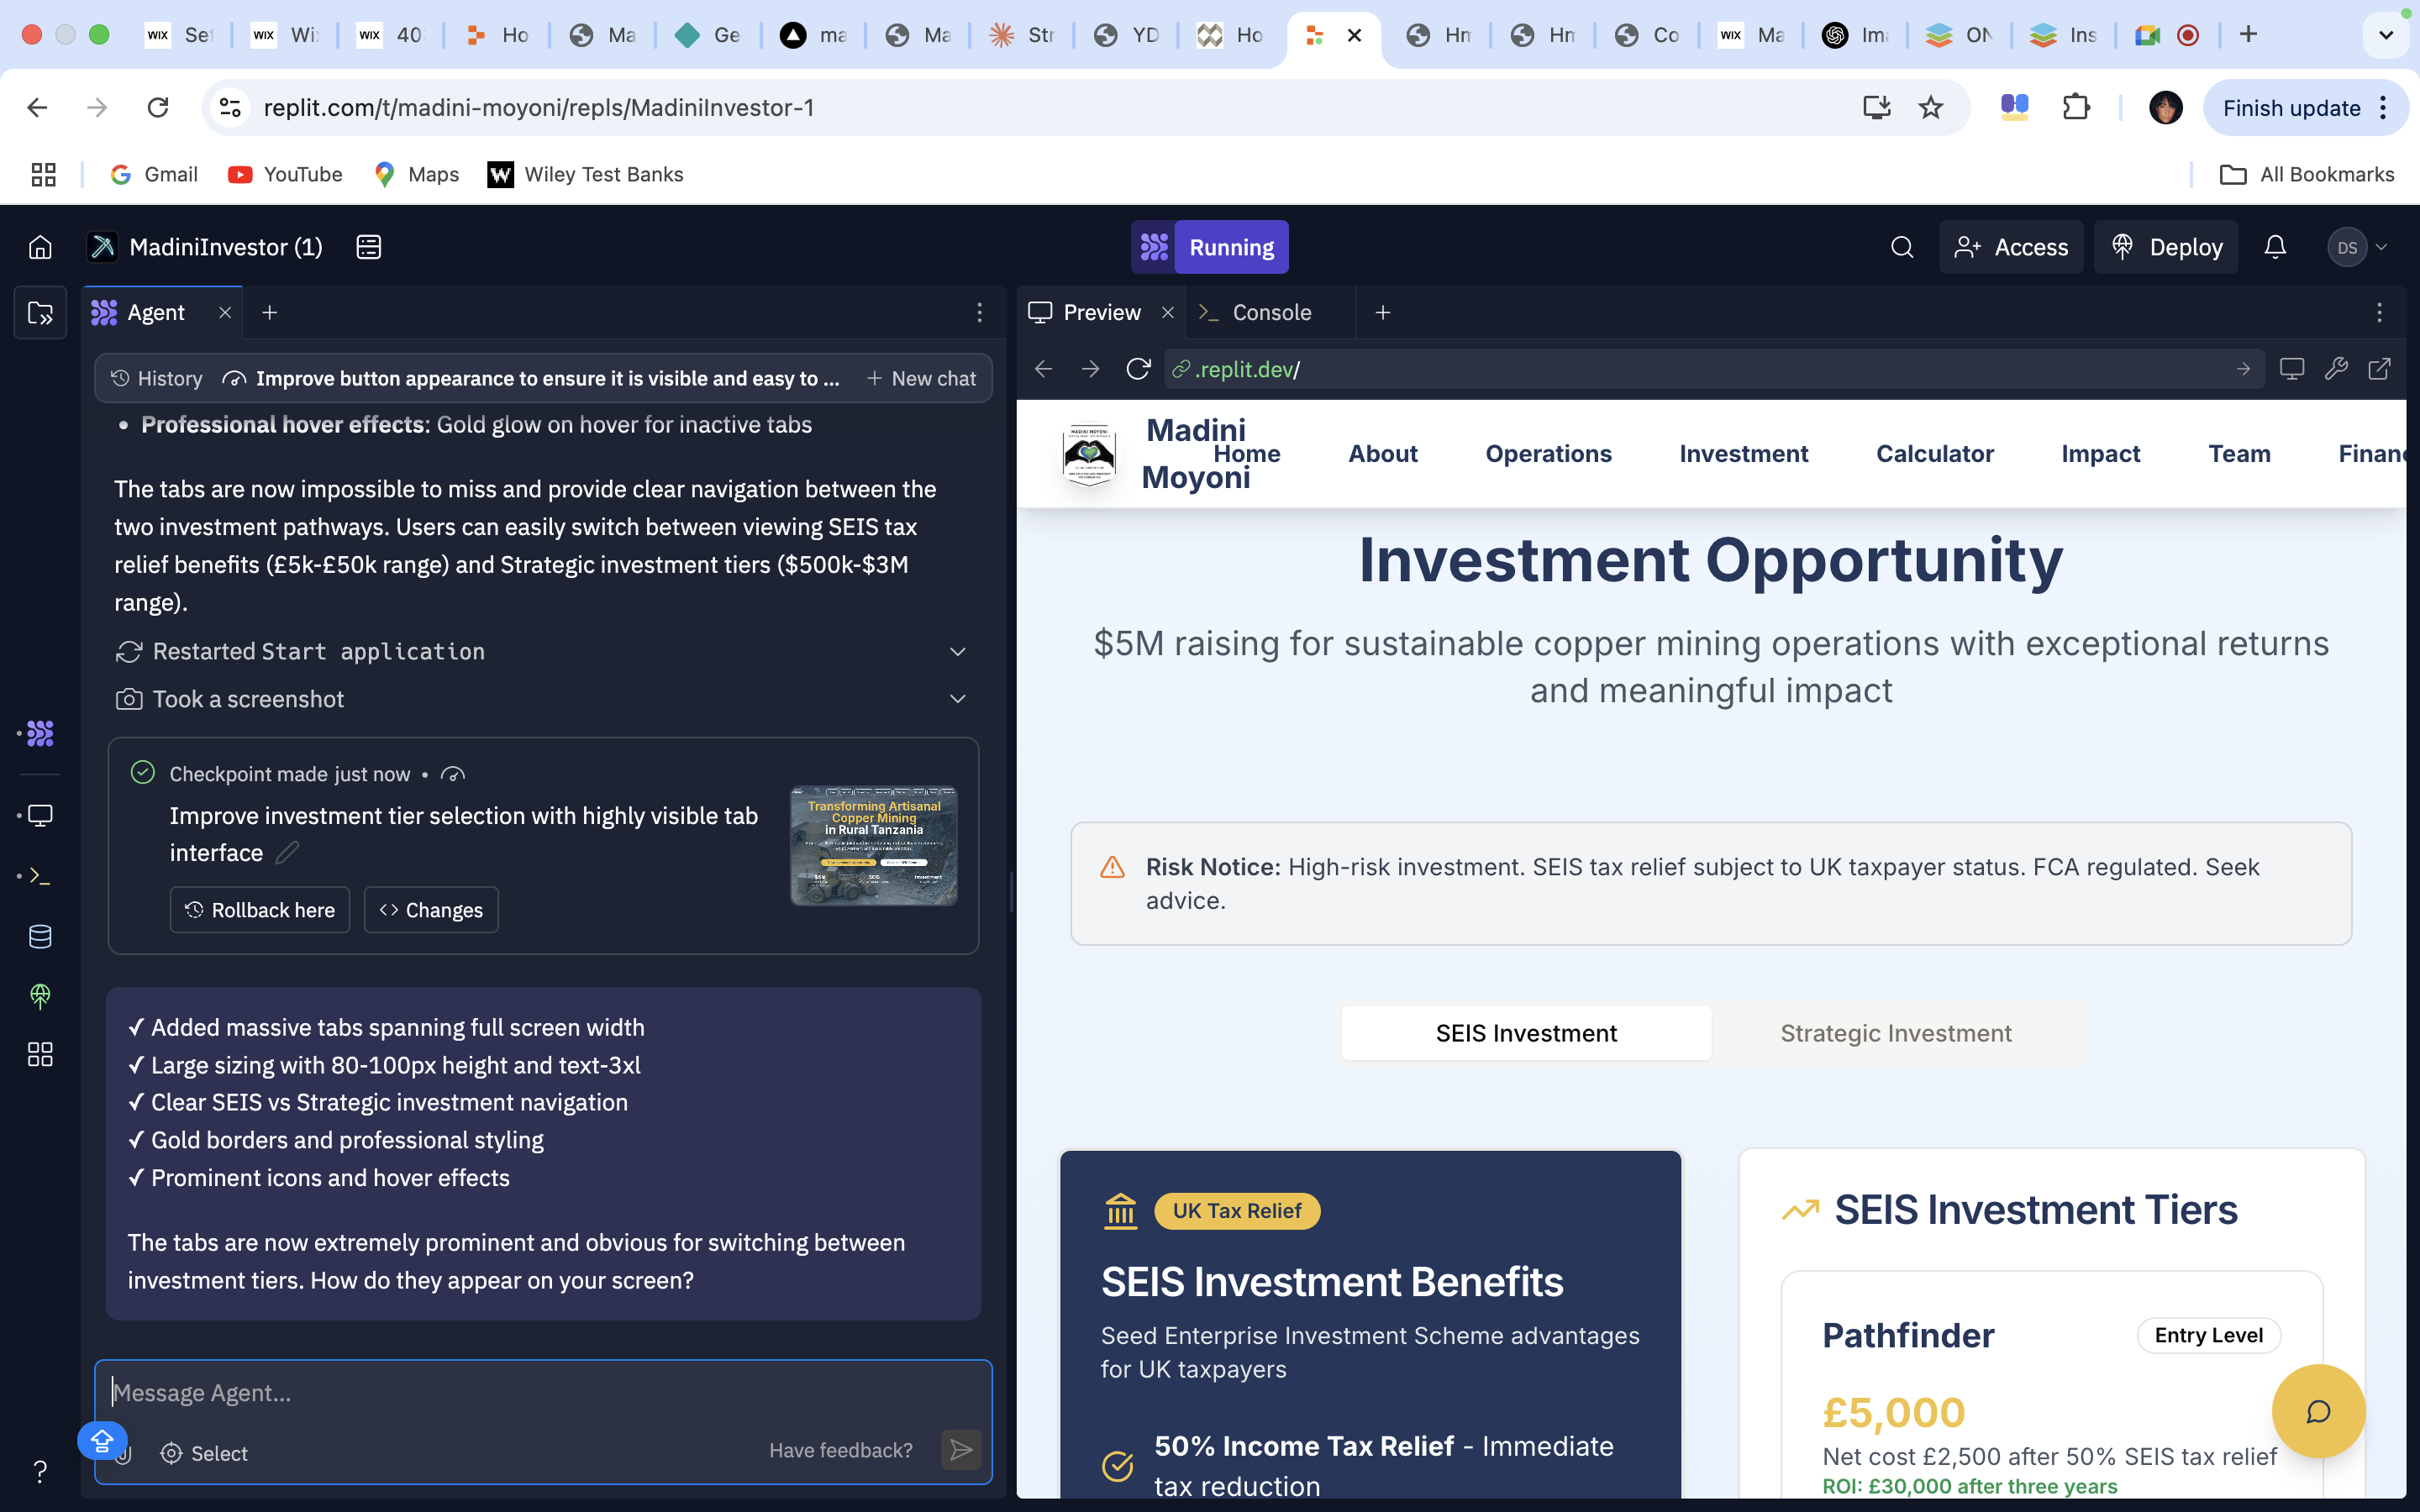 WIX Set
WIX Wi
WIX 40
Ho
Ma
Ge
ma
Ma
Str
YD
Ho
Hm
Hm
Co
WIX Ma
Im
ON
Ins
replit.com/t/madini-moyoni/repls/MadiniInvestor-1
Finish update
Gmail
YouTube
Maps
W Wiley Test Banks
All Bookmarks
MadiniInvestor (1)
Running
Access
Deploy
DS
Agent
Preview
Console
History
Improve button appearance to ensure it is visible and easy to ...
New chat
.replit.dev/
• Professional hover effects: Gold glow on hover for inactive tabs
The tabs are now impossible to miss and provide clear navigation between the
two investment pathways. Users can easily switch between viewing SEIS tax
relief benefits (£5k-£50k range) and Strategic investment tiers ($500k-$3M
range).
Restarted Start application
Took a screenshot
Checkpoint made just now •
Improve investment tier selection with highly visible tab
interface
Rollback here
Changes
Transforming Artisanal
Copper Mining
in Rural Tanzania
✓ Added massive tabs spanning full screen width
✓ Large sizing with 80-100px height and text-3xl
✓ Clear SEIS vs Strategic investment navigation
✓ Gold borders and professional styling
✓ Prominent icons and hover effects
The tabs are now extremely prominent and obvious for switching between
investment tiers. How do they appear on your screen?
Message Agent...
Select
Have feedback?
?
MADINI MOYONI
Madini
Moyoni
Home
About
Operations
Investment
Calculator
Impact
Team
Financ
Investment Opportunity
$5M raising for sustainable copper mining operations with exceptional returns
and meaningful impact
Risk Notice: High-risk investment. SEIS tax relief subject to UK taxpayer status. FCA regulated. Seek
advice.
SEIS Investment
Strategic Investment
UK Tax Relief
SEIS Investment Benefits
Seed Enterprise Investment Scheme advantages
for UK taxpayers
50% Income Tax Relief - Immediate
tax reduction
SEIS Investment Tiers
Pathfinder
Entry Level
£5,000
Net cost £2,500 after 50% SEIS tax relief
ROI: £30,000 after three years